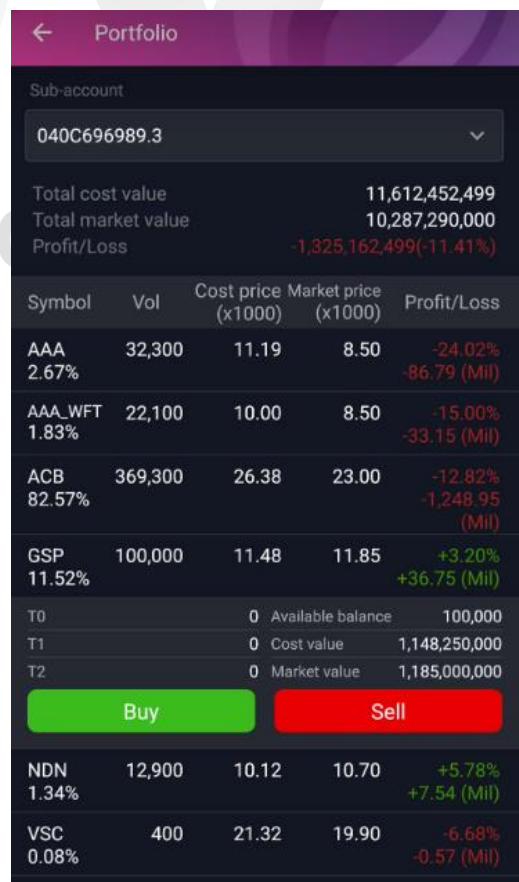 Portfolio
Sub-account
040C696989.3
Total cost value 11,612,452,499
Total market value 10,287,290,000
Profit/Loss -1,325,162,499(-11.41%)
Symbol Vol Cost price (x1000) Market price (x1000) Profit/Loss
AAA 32,300 11.19 8.50 -24.02%
2.67% -86.79 (Mil)
AAA_WFT 22,100 10.00 8.50 -15.00%
1.83% -33.15 (Mil)
ACB 369,300 26.38 23.00 -12.82%
82.57% -1,248.95
(Mil)
GSP 100,000 11.48 11.85 +3.20%
11.52% +36.75 (Mil)
T0 0 Available balance 100,000
T1 0 Cost value 1,148,250,000
T2 0 Market value 1,185,000,000
Buy Sell
NDN 12,900 10.12 10.70 +5.78%
1.34% +7.54 (Mil)
VSC 400 21.32 19.90 -6.68%
0.08% -0.57 (Mil)